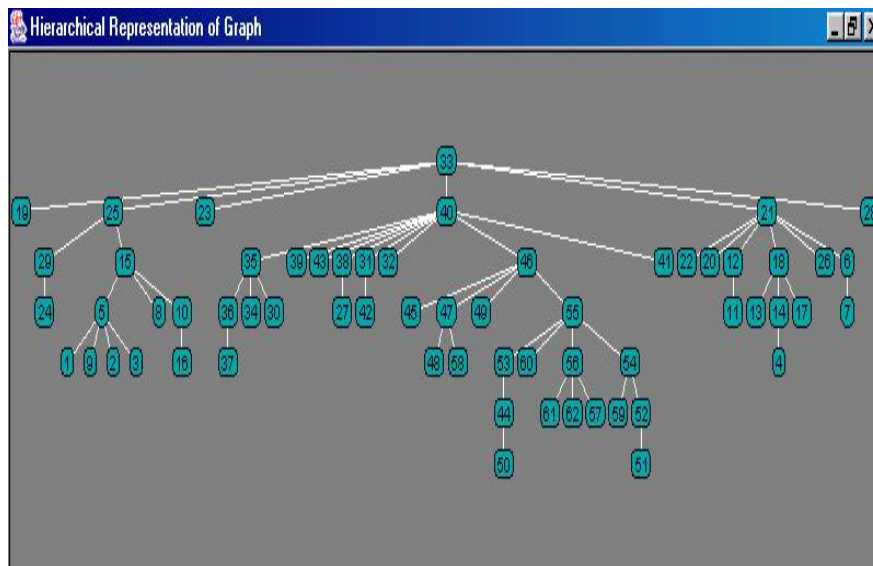 Hierarchical Representation of Graph
33
19 25 23 40 21 28
29 15 35 39 43 38 31 32 46 41 22 20 12 18 26 6
24 5 8 10 36 34 30 27 42 45 47 49 55 11 13 14 17 7
1 9 2 3 16 37 48 58 53 60 56 54 4
44 61 62 57 59 52
50 51